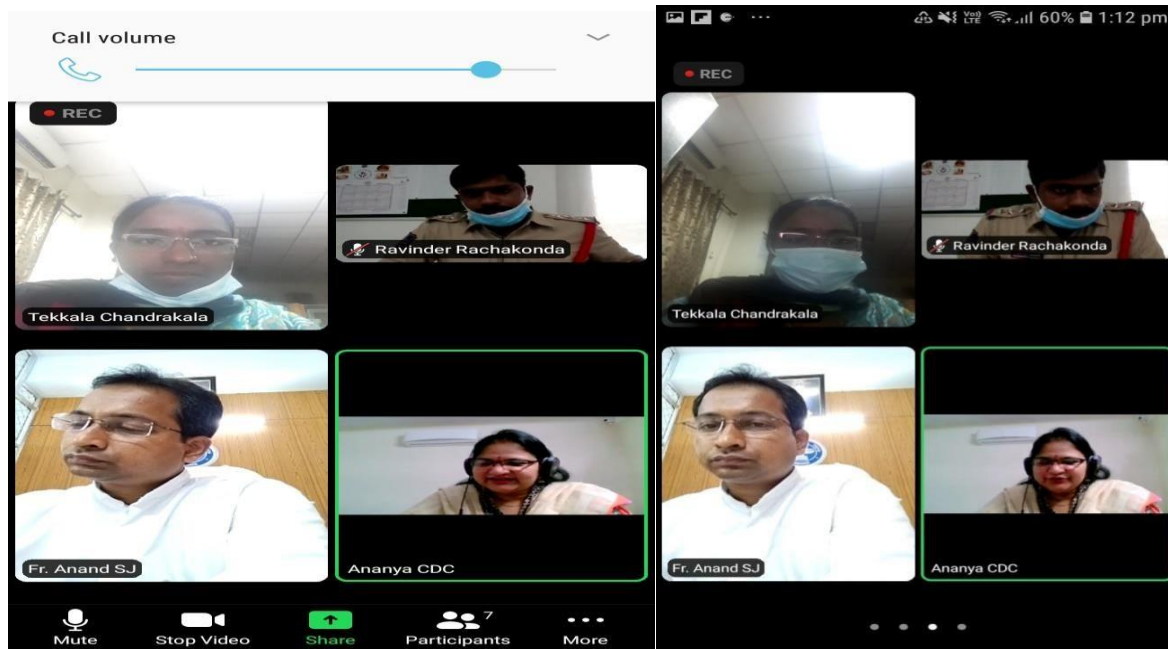 Call volume
REC
Ravinder Rachakonda
Tekkala Chandrakala
Fr. Anand SJ
Ananya CDC
7
Mute
Stop Video
Share
Participants
More
VoLTE 60% 1:12 pm
REC
Ravinder Rachakonda
Tekkala Chandrakala
Fr. Anand SJ
Ananya CDC